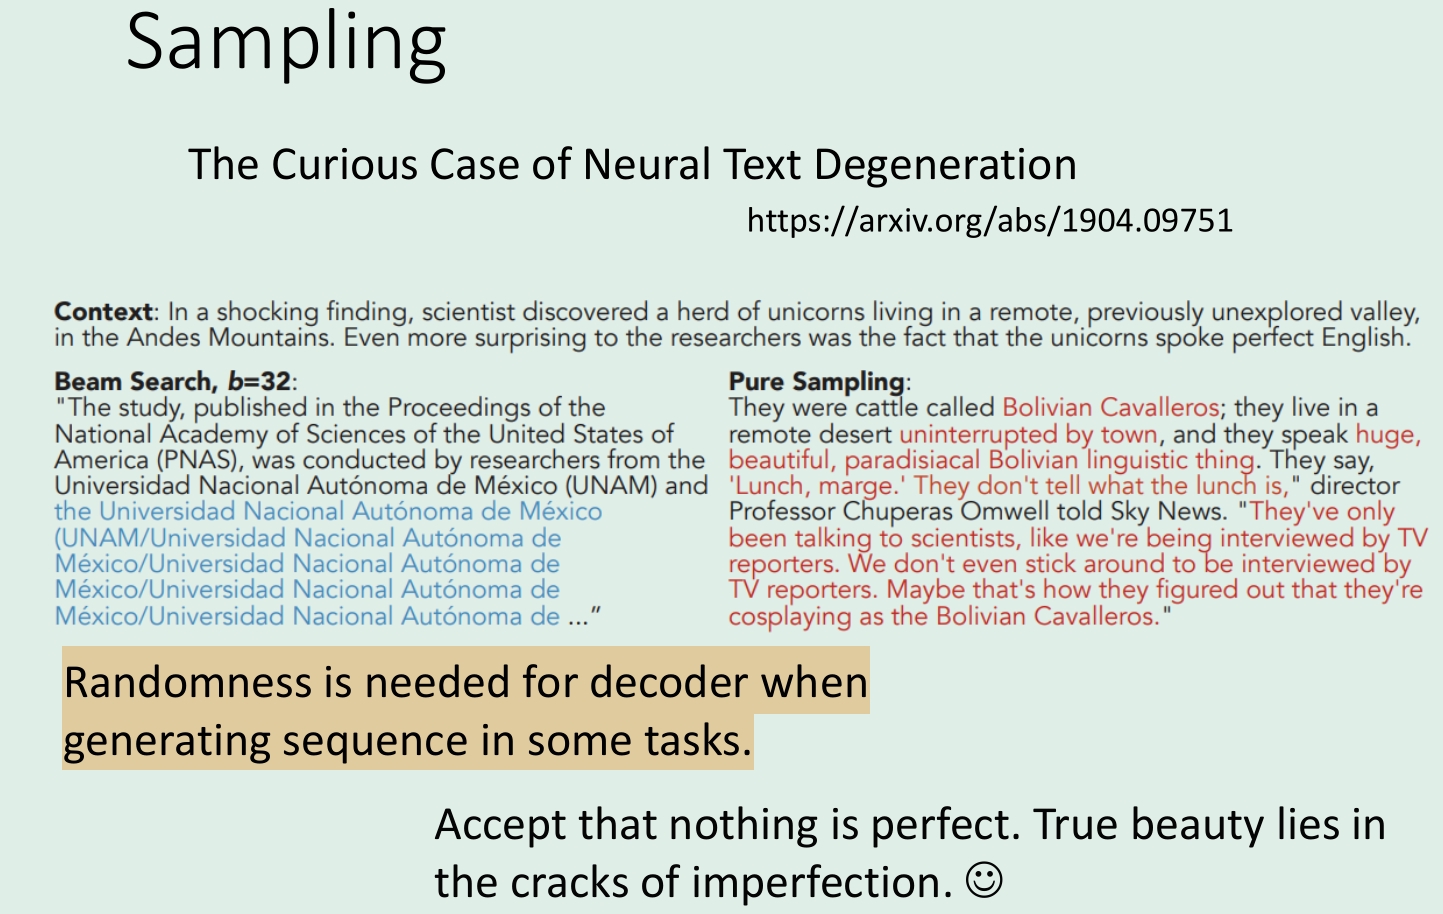 Sampling
The Curious Case of Neural Text Degeneration
https://arxiv.org/abs/1904.09751
Context: In a shocking finding, scientist discovered a herd of unicorns living in a remote, previously unexplored valley,
in the Andes Mountains. Even more surprising to the researchers was the fact that the unicorns spoke perfect English.
Beam Search, b=32:
"The study, published in the Proceedings of the
National Academy of Sciences of the United States of
America (PNAS), was conducted by researchers from the
Universidad Nacional Autónoma de México (UNAM) and
the Universidad Nacional Autónoma de México
(UNAM/Universidad Nacional Autónoma de
México/Universidad Nacional Autónoma de
México/Universidad Nacional Autónoma de
México/Universidad Nacional Autónoma de ...”
Pure Sampling:
They were cattle called Bolivian Cavalleros; they live in a
remote desert uninterrupted by town, and they speak huge,
beautiful, paradisiacal Bolivian linguistic thing. They say,
'Lunch, marge.' They don't tell what the lunch is," director
Professor Chuperas Omwell told Sky News. "They've only
been talking to scientists, like we're being interviewed by TV
reporters. We don't even stick around to be interviewed by
TV reporters. Maybe that's how they figured out that they're
cosplaying as the Bolivian Cavalleros."
Randomness is needed for decoder when
generating sequence in some tasks.
Accept that nothing is perfect. True beauty lies in
the cracks of imperfection. ☺